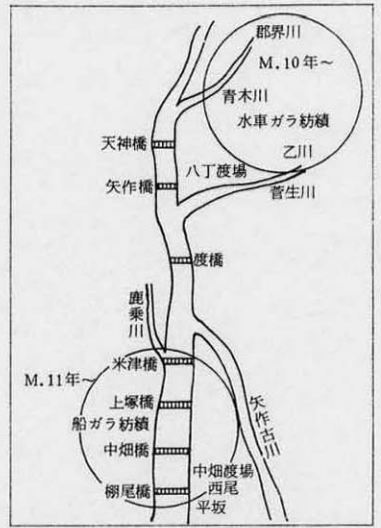 郡界川
M.10年～
青木川
水車ガラ紡績
天神橋
乙川
八丁渡場
矢作橋
菅生川
渡橋
鹿乗川
米津橋
M.11年～
上塚橋
矢作古川
船ガラ紡績
中畑橋
中畑渡場
西尾
棚尾橋
平坂